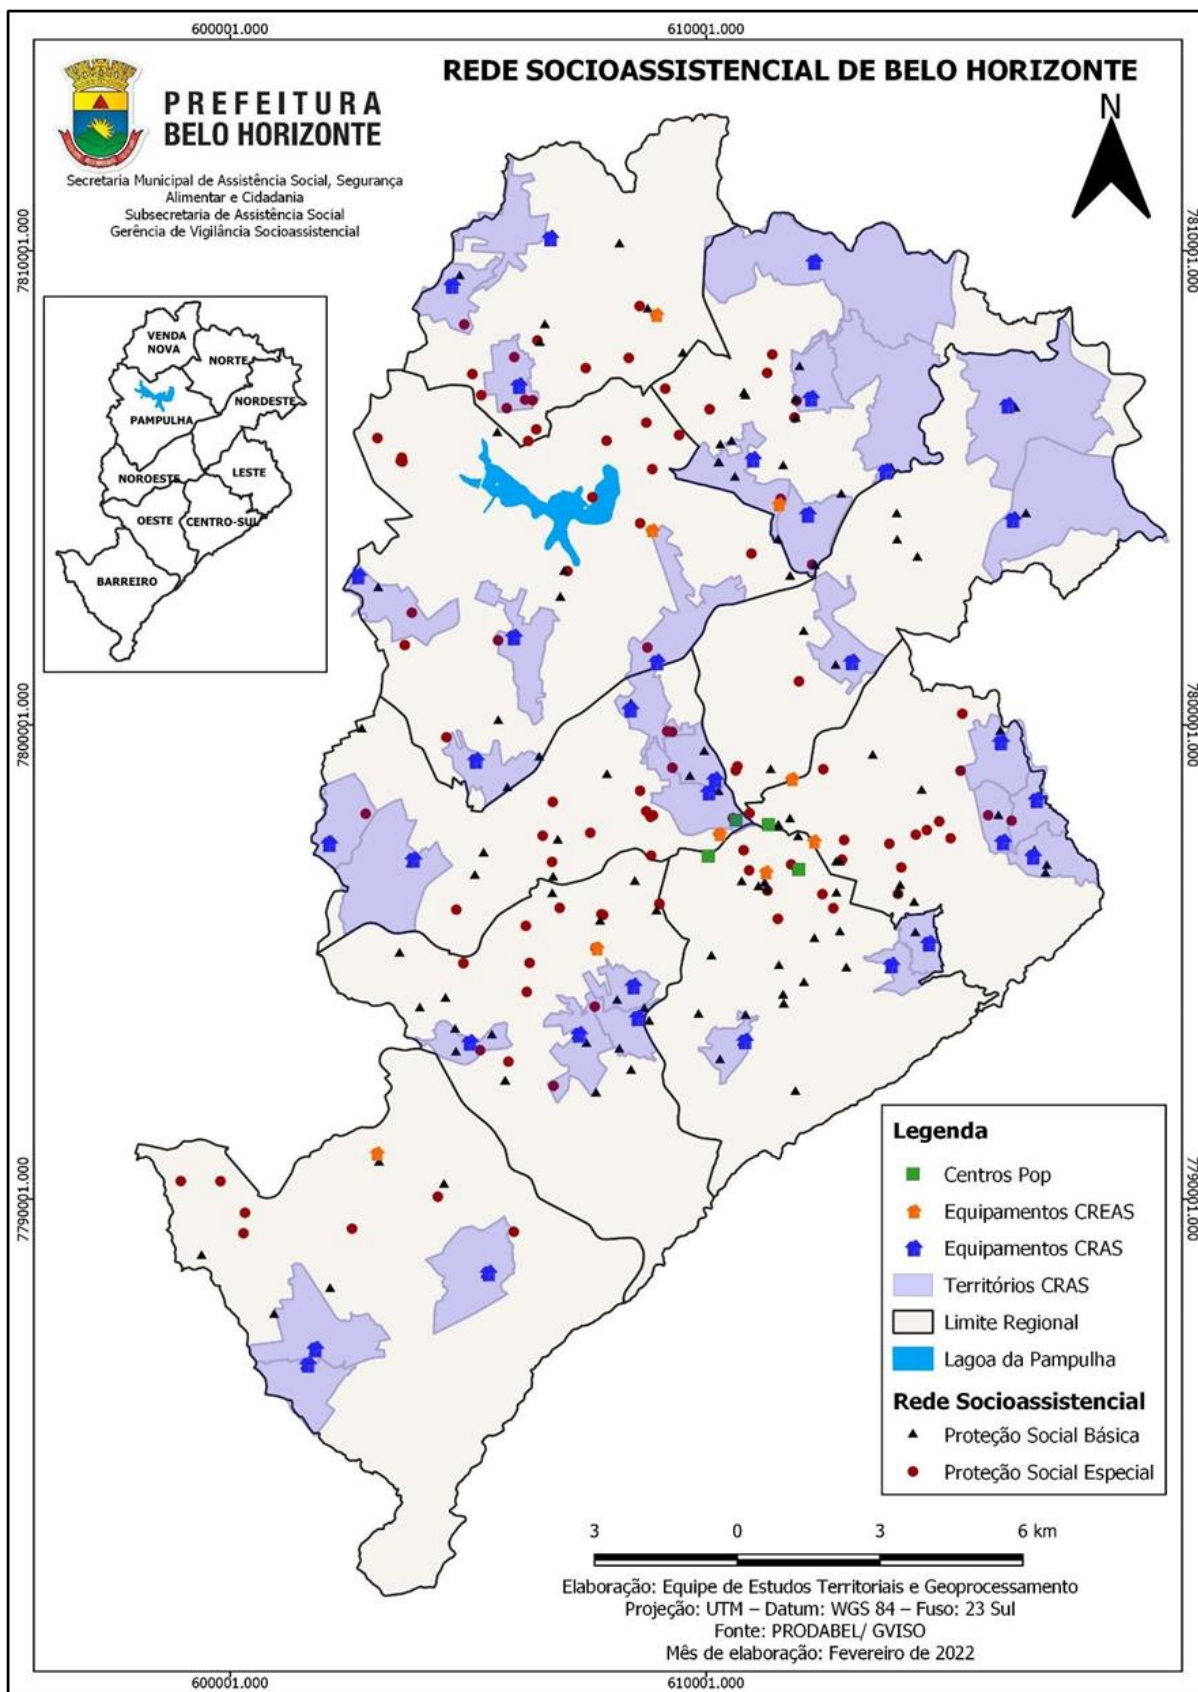 600001.000
610001.000
REDE SOCIOASSISTENCIAL DE BELO HORIZONTE
PREFEITURA
BELO HORIZONTE
Secretaria Municipal de Assistência Social, Segurança
Alimentar e Cidadania
Subsecretaria de Assistência Social
Gerência de Vigilância Socioassistencial
N
7810001.000
7810001.000
VENDA
NOVA
NORTE
NORDESTE
PAMPULHA
NOROESTE
LESTE
OESTE
CENTRO-SUL
BARREIRO
7800001.000
7800001.000
7790001.000
7790001.000
Legenda
Centros Pop
Equipamentos CREAS
Equipamentos CRAS
Territórios CRAS
Limite Regional
Lagoa da Pampulha
Rede Socioassistencial
Proteção Social Básica
Proteção Social Especial
3 0 3 6 km
Elaboração: Equipe de Estudos Territoriais e Geoprocessamento
Projeção: UTM – Datum: WGS 84 – Fuso: 23 Sul
Fonte: PRODABEL/ GVISO
Mês de elaboração: Fevereiro de 2022
600001.000
610001.000